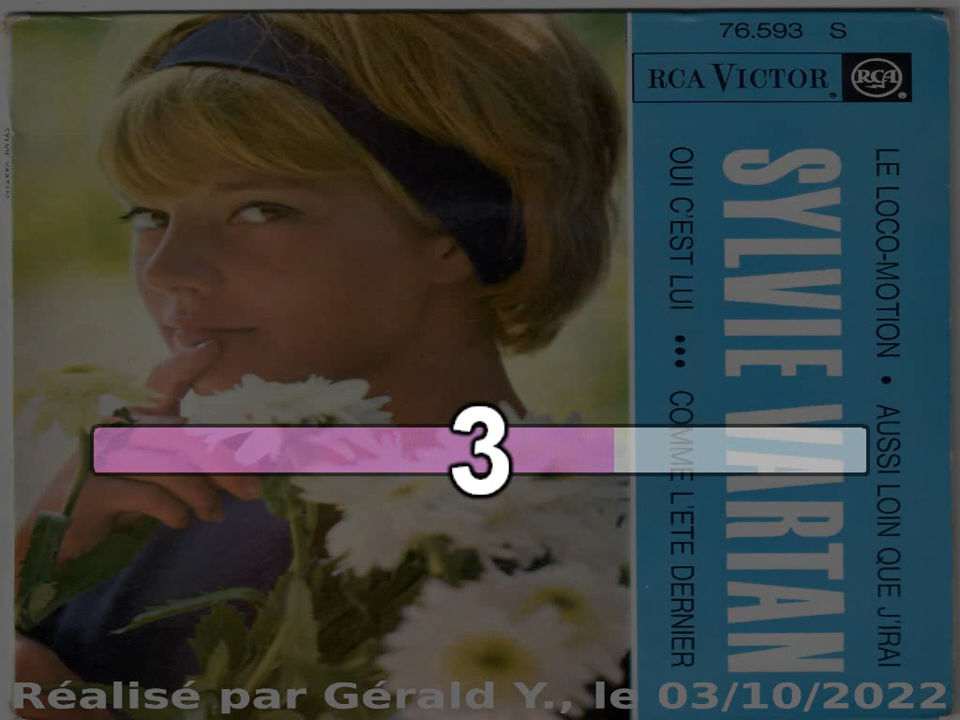 76.593 S
RCA VICTOR
RCA
LE LOCO-MOTION • AUSSI LOIN QUE J'IRAI
SYLVIE VARTAN
OUI C'EST LUI ••• COMME L'ETE DERNIER
3
Réalisé par Gérald Y., le 03/10/2022